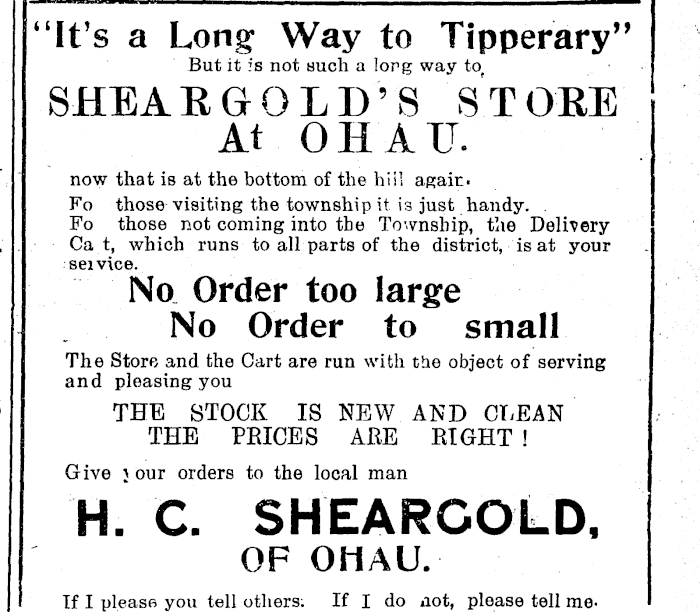 "It's a Long Way to Tipperary"
But it is not such a long way to
SHEARGOLD'S STORE
At OHAU.
now that is at the bottom of the hill again.
Fo those visiting the township it is just handy.
Fo those not coming into the Township, the Delivery
Ca t, which runs to all parts of the district, is at your
service.
No Order too large
No Order to small
The Store and the Cart are run with the object of serving
and pleasing you
THE STOCK IS NEW AND CLEAN
THE PRICES ARE RIGHT!
Give your orders to the local man
H. C. SHEARGOLD,
OF OHAU.
If I please you tell others. If I do not, please tell me.